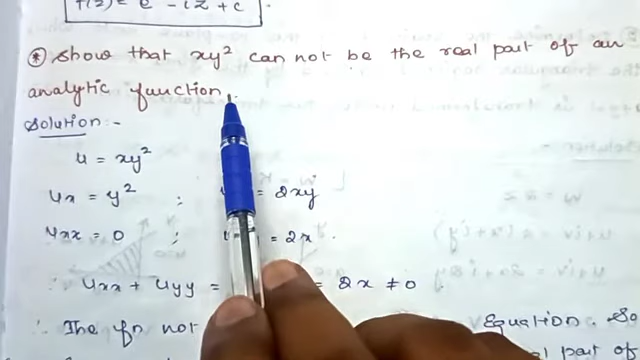 f(z) = e - iz + c
* Show that xy² can not be the real part of an
analytic function.
Solution :-
u = xy²
ux = y² ; = 2xy
uxx = 0 ; = 2x .
∴ uxx + uyy = = 2x ≠ 0
∴ The fn not Equation. So
part of